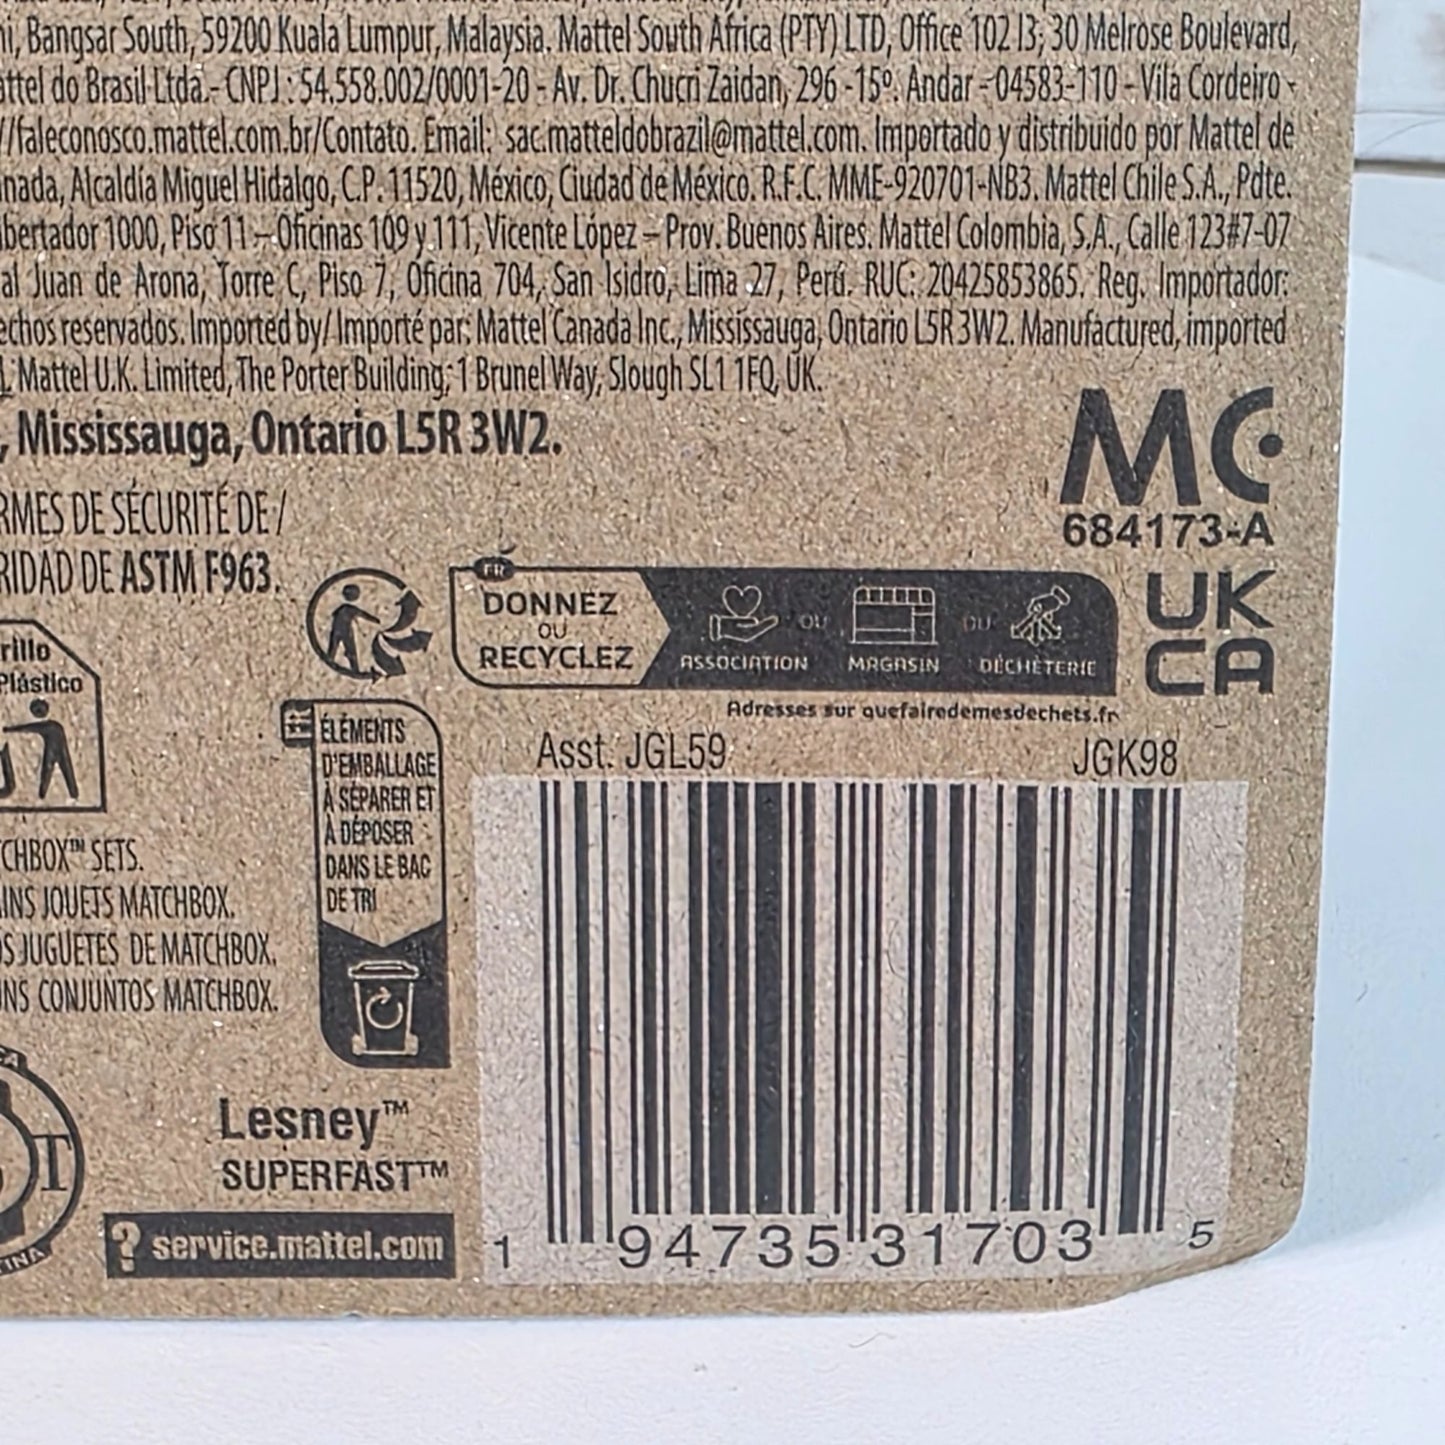 Bangsar South, 59200 Kuala Lumpur, Malaysia. Mattel South Africa (PTY) LTD, Office 102 I3, 30 Melrose Boulevard,
do Brasil Ltda.- CNPJ : 54.558.002/0001-20 - Av. Dr. Chucri Zaidan, 296 -15º. Andar - 04583-110 - Vila Cordeiro -
//faleconosco.mattel.com.br/Contato. Email: sac.matteldobrazil@mattel.com. Importado y distribuido por Mattel de
Alcaldía Miguel Hidalgo, C.P. 11520, México, Ciudad de México. R.F.C. MME-920701-NB3. Mattel Chile S.A., Pdte.
1000, Piso 11 – Oficinas 109 y 111, Vicente López – Prov. Buenos Aires. Mattel Colombia, S.A., Calle 123#7-07
al Juan de Arona, Torre C, Piso 7, Oficina 704, San Isidro, Lima 27, Perú. RUC: 20425853865. Reg. Importador:
echos reservados. Imported by/ Importé par: Mattel Canada Inc., Mississauga, Ontario L5R 3W2. Manufactured, imported
Mattel U.K. Limited, The Porter Building, 1 Brunel Way, Slough SL1 1FQ, UK.
, Mississauga, Ontario L5R 3W2.
MC
684173-A
RMES DE SÉCURITÉ DE /
RIDAD DE ASTM F963.
FR
DONNEZ
OU
RECYCLEZ
ASSOCIATION
OU
MAGASIN
OU
DÉCHÈTERIE
Adresses sur quefairedemesdechets.fr
UK
CA
rillo
Plástico
ÉLÉMENTS
D'EMBALLAGE
À SÉPARER ET
À DÉPOSER
DANS LE BAC
DE TRI
Asst. JGL59
JGK98
CHBOX™ SETS.
INS JOUETS MATCHBOX.
OS JUGUETES DE MATCHBOX.
UNS CONJUNTOS MATCHBOX.
T
Lesney™
SUPERFAST™
? service.mattel.com
1 94735 31703 5